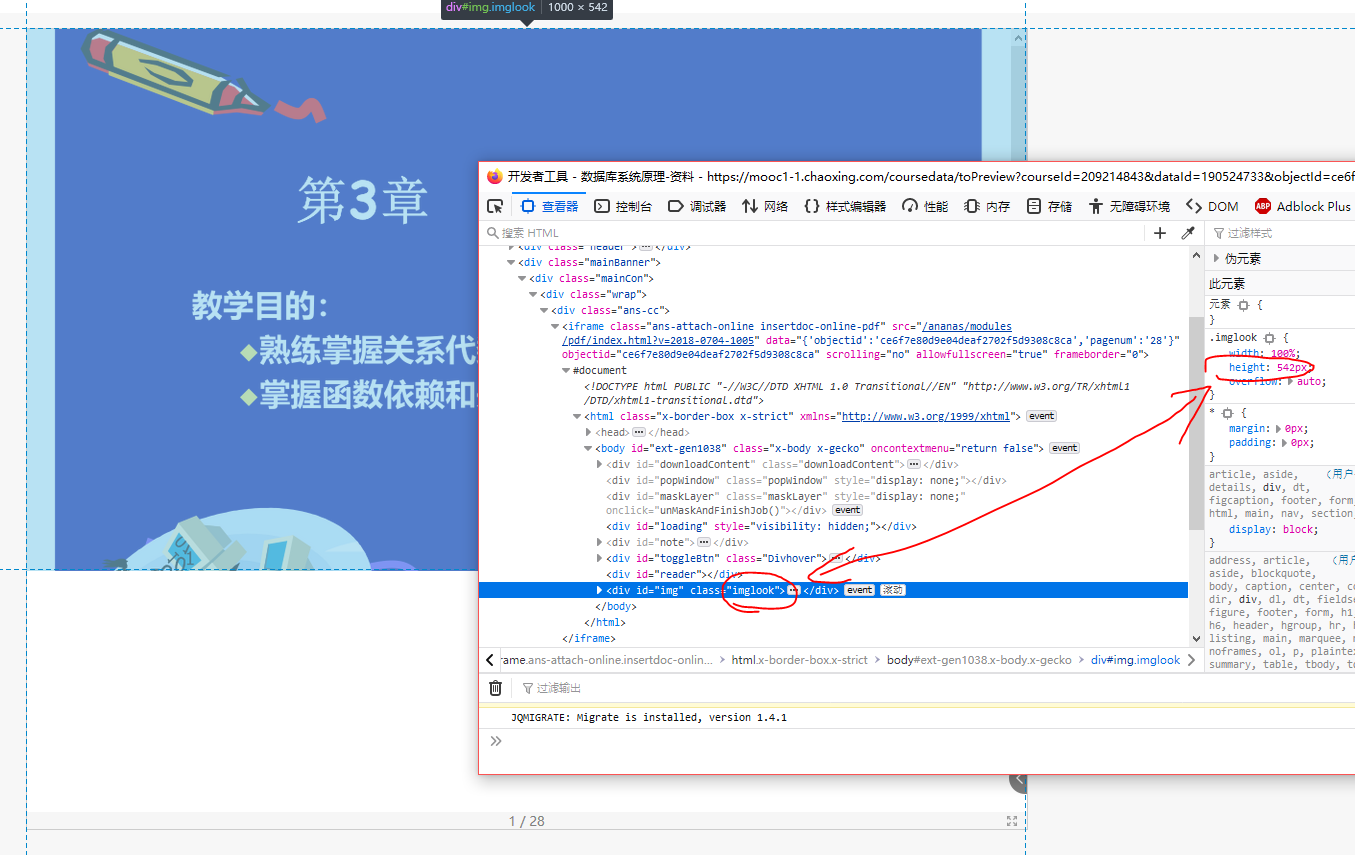 div#img.imglook | 1000 × 542
第3章
教学目的：
◆熟练掌握关系代
◆掌握函数依赖和
1 / 28
开发者工具 - 数据库系统原理-资料 - https://mooc1-1.chaoxing.com/coursedata/toPreview?courseId=209214843&dataId=190524733&objectId=ce6f
查看器 控制台 调试器 网络 样式编辑器 性能 内存 存储 无障碍环境 DOM ABP Adblock Plus
搜索 HTML
<div class="header">
</div>
<div class="mainBanner">
<div class="mainCon">
<div class="wrap">
<div class="ans-cc">
<iframe class="ans-attach-online insertdoc-online-pdf" src="/ananas/modules
/pdf/index.html?v=2018-0704-1005" data="{'objectid':'ce6f7e80d9e04deaf2702f5d9308c8ca','pagenum':'28'}"
objectid="ce6f7e80d9e04deaf2702f5d9308c8ca" scrolling="no" allowfullscreen="true" frameborder="0">
#document
<!DOCTYPE html PUBLIC "-//W3C//DTD XHTML 1.0 Transitional//EN" "http://www.w3.org/TR/xhtml1
/DTD/xhtml1-transitional.dtd">
<html class="x-border-box x-strict" xmlns="http://www.w3.org/1999/xhtml"> event
<head> ••• </head>
<body id="ext-gen1038" class="x-body x-gecko" oncontextmenu="return false"> event
<div id="downloadContent" class="downloadContent"> ••• </div>
<div id="popWindow" class="popWindow" style="display: none;"></div>
<div id="maskLayer" class="maskLayer" style="display: none;"
onclick="unMaskAndFinishJob()"></div> event
<div id="loading" style="visibility: hidden;"></div>
<div id="note"> ••• </div>
<div id="toggleBtn" class="Divhover"> ••• </div>
<div id="reader"></div>
<div id="img" class="imglook"> ••• </div> event 滚动
</body>
</html>
</iframe>
rame.ans-attach-online.insertdoc-onlin... > html.x-border-box.x-strict > body#ext-gen1038.x-body.x-gecko > div#img.imglook
过滤输出
JQMIGRATE: Migrate is installed, version 1.4.1
过滤样式
伪元素
此元素
元素 {
}
.imglook {
width: 100%;
height: 542px;
overflow: auto;
}
* {
margin: 0px;
padding: 0px;
}
article, aside, (用户
details, div, dt,
figcaption, footer, form,
html, main, nav, section,
display: block;
}
address, article, (用户
aside, blockquote,
body, caption, center, co
dir, div, dl, dt, fieldse
figure, footer, form, h1,
h6, header, hgroup, hr, h
listing, main, marquee, m
noframes, ol, p, plaintex
summary, table, tbody, td